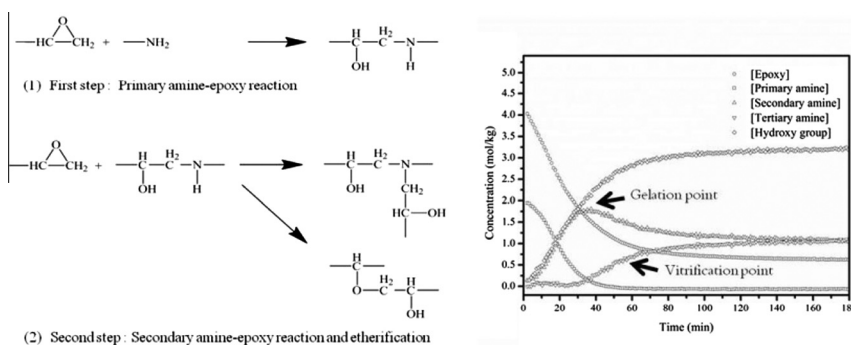 O
—HC—CH2 + —NH2
H H2
—C—C—N—
OH H
(1) First step : Primary amine-epoxy reaction
O
—HC—CH2 + —C—C—N—
H H2
OH H
H H2
—C—C—N—
OH CH2
CH—OH
H
—C—
O—C—C—
H2 H
OH
(2) Second step : Secondary amine-epoxy reaction and etherification
[Epoxy]
[Primary amine]
[Secondary amine]
[Tertiary amine]
[Hydroxy group]
Gelation point
Vitrification point
Concentration (mol/kg)
5.0
4.5
4.0
3.5
3.0
2.5
2.0
1.5
1.0
0.5
0.0
0 20 40 60 80 100 120 140 160 180
Time (min)